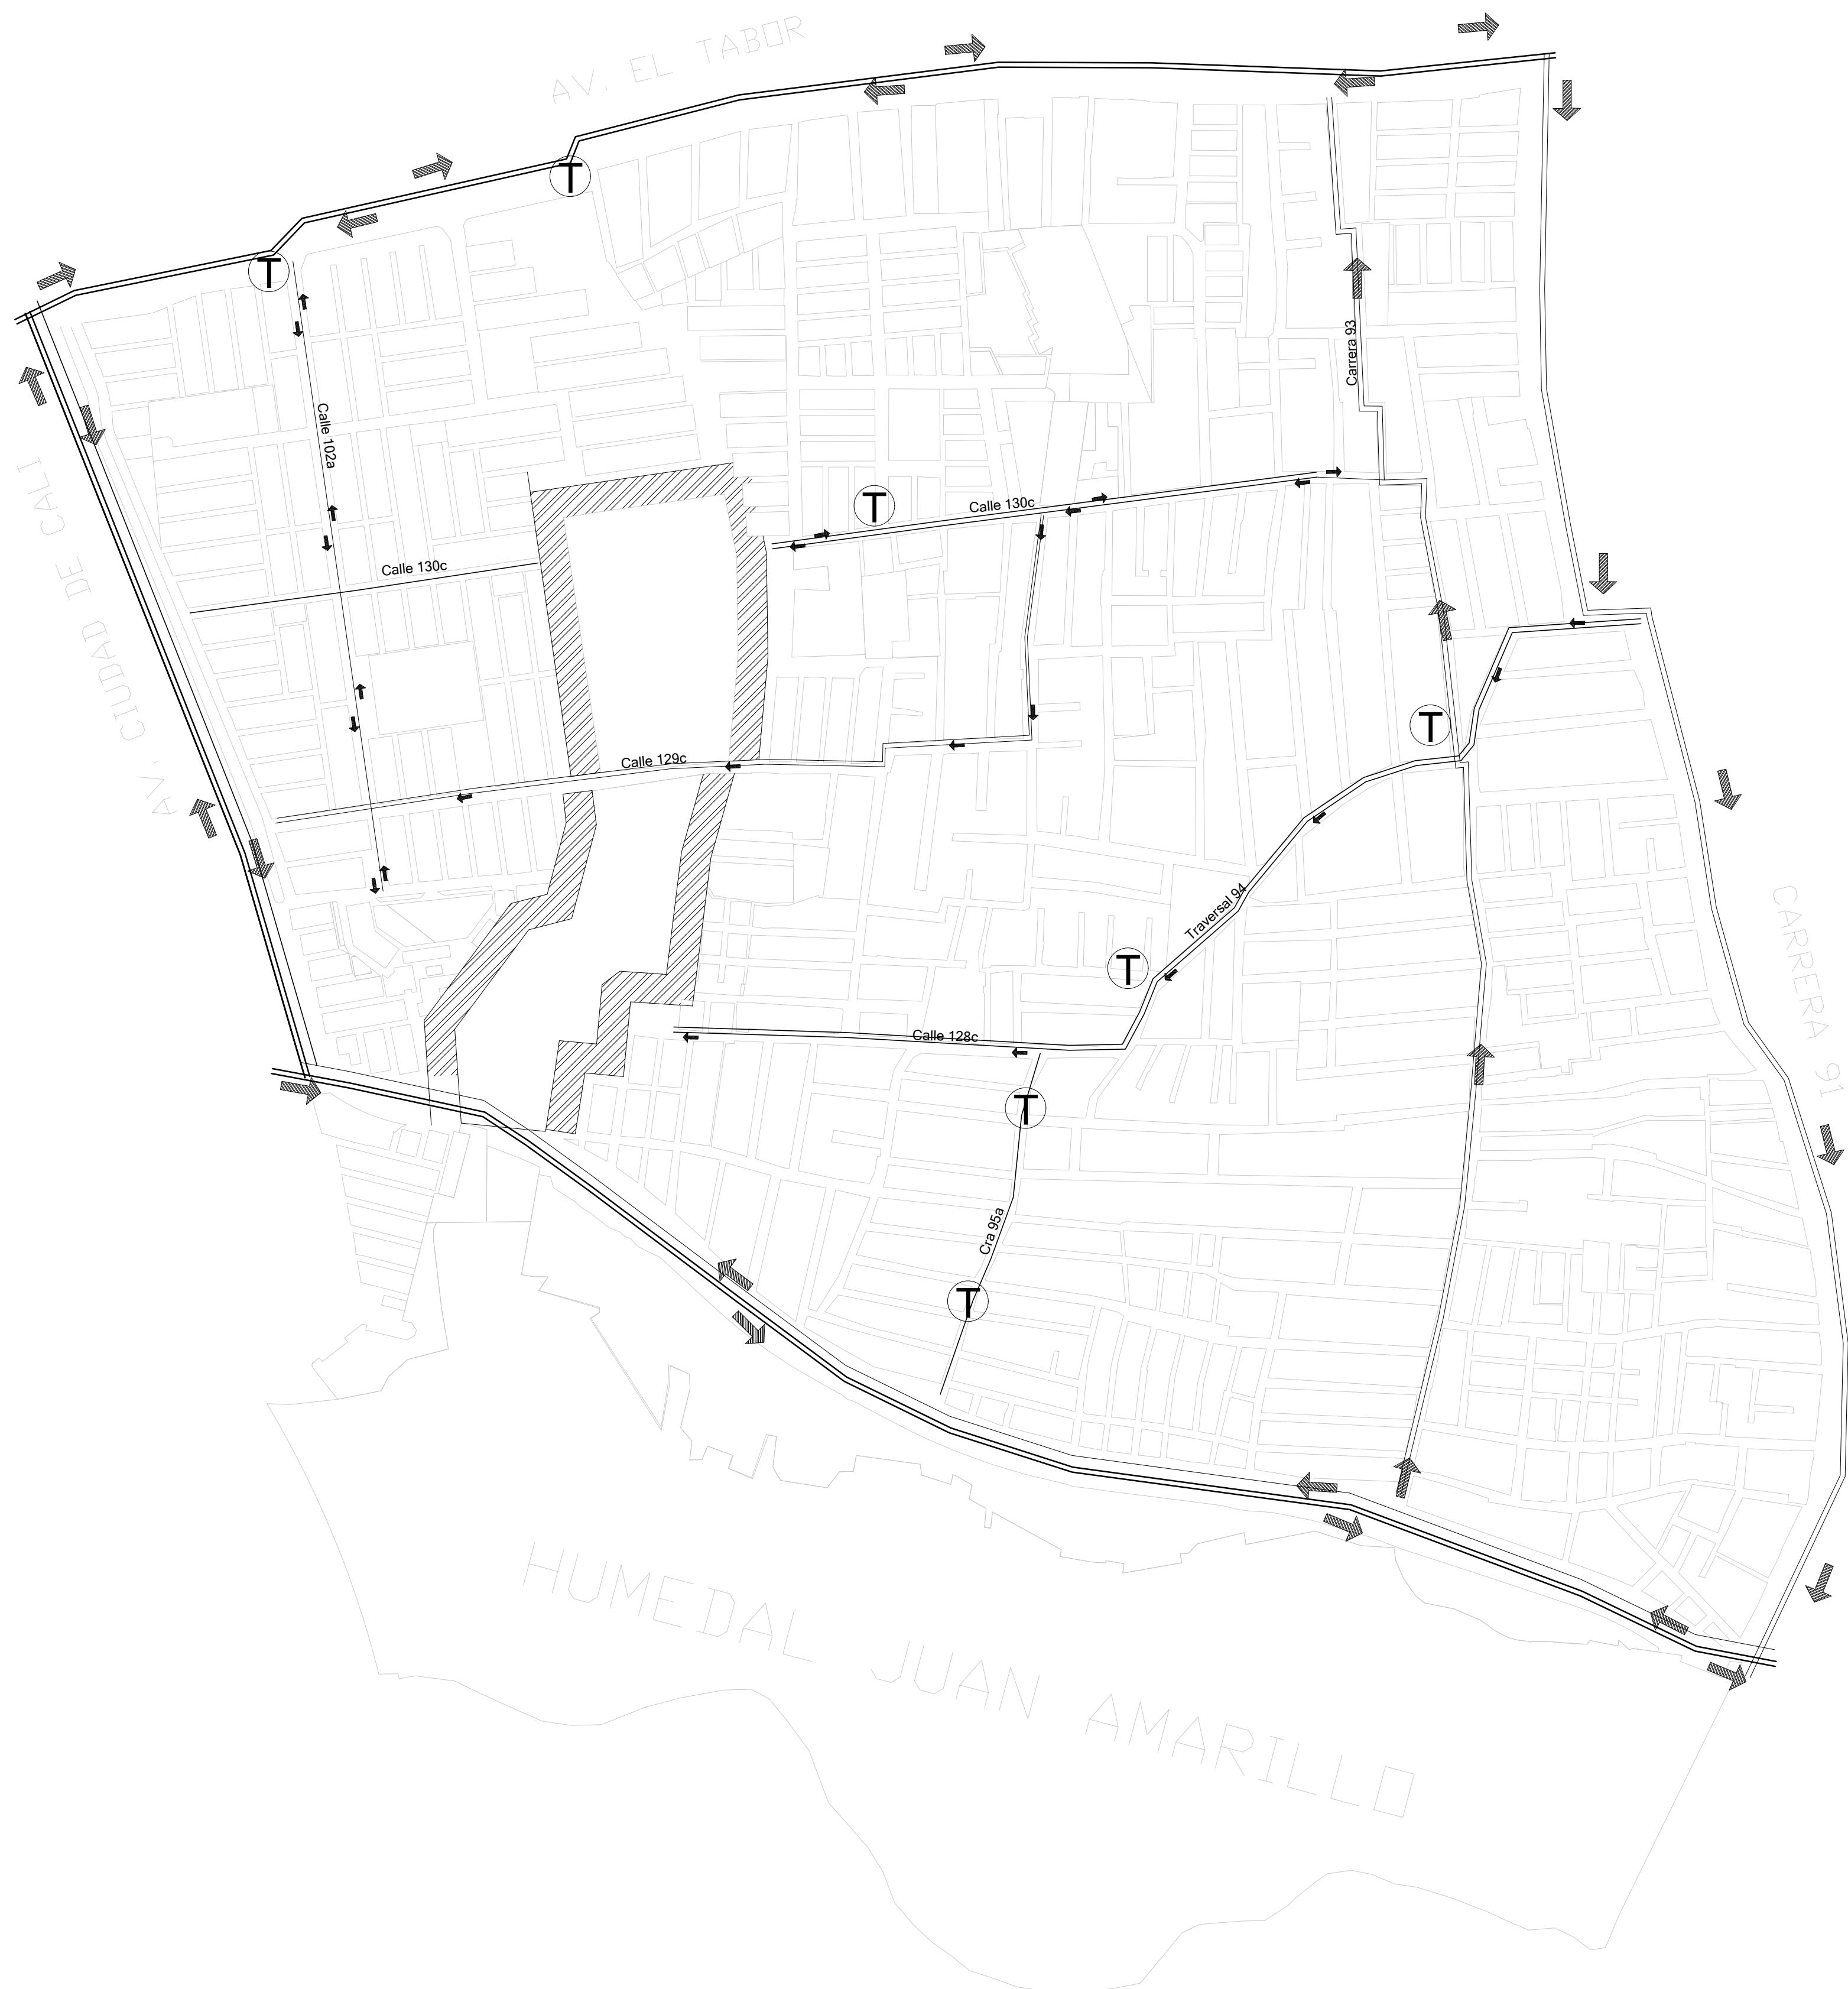 AV. EL TABOR
T
T
Carrera 93
Calle 102a
AV. CIUDAD DE CALI
T
Calle 130c
Calle 130c
T
Calle 129c
Traversal 94
CARRERA 91
T
Calle 128c
T
Cra 95a
T
HUMEDAL JUAN AMARILLO